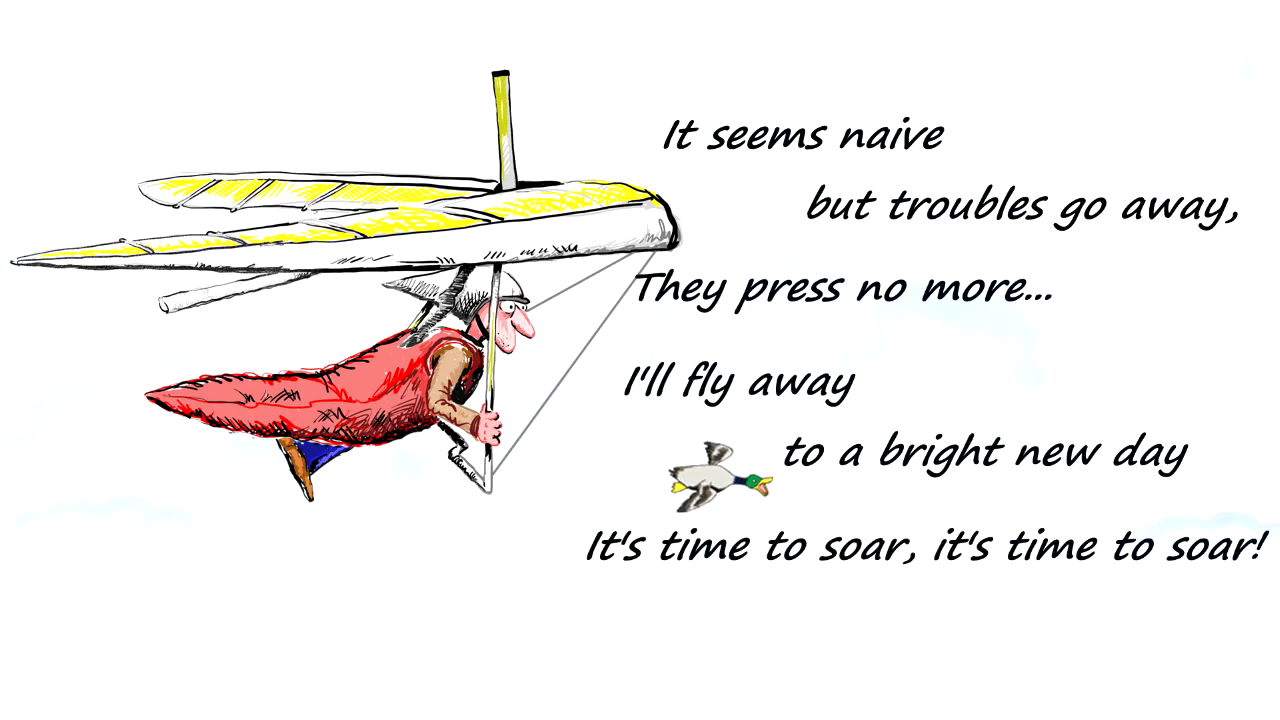 It seems naive
but troubles go away,
They press no more...
I'll fly away
to a bright new day
It's time to soar, it's time to soar!